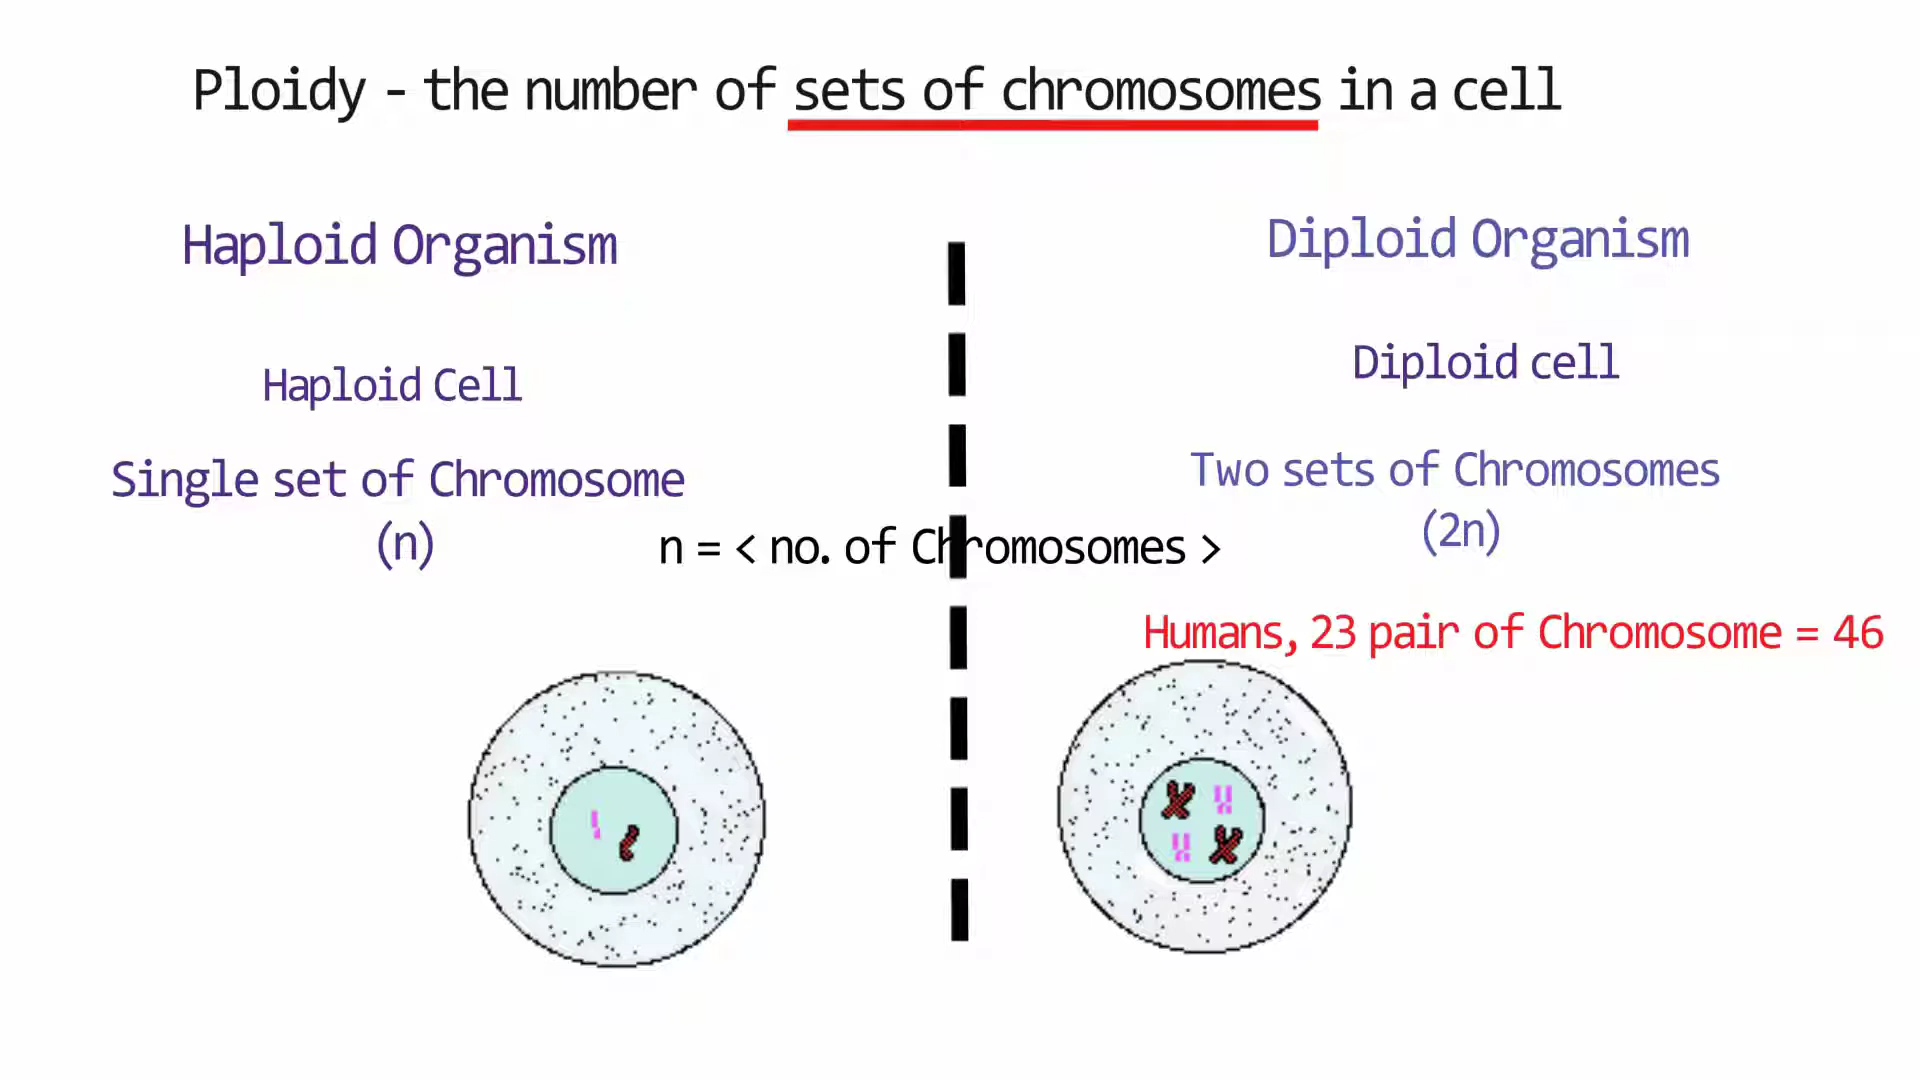 Ploidy - the number of sets of chromosomes in a cell
Haploid Organism
Haploid Cell
Single set of Chromosome
(n)
n = < no. of Chromosomes >
Diploid Organism
Diploid cell
Two sets of Chromosomes
(2n)
Humans, 23 pair of Chromosome = 46